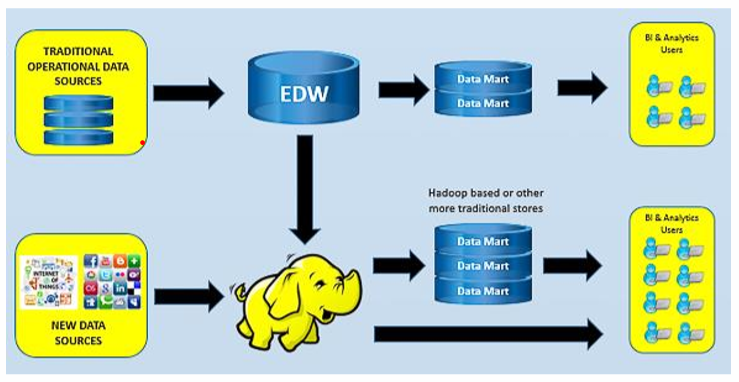 TRADITIONAL
OPERATIONAL DATA
SOURCES
EDW
Data Mart
Data Mart
BI & Analytics
Users
Hadoop based or other
more traditional stores
Data Mart
Data Mart
Data Mart
BI & Analytics
Users
INTERNET
OF
THINGS
NEW DATA
SOURCES